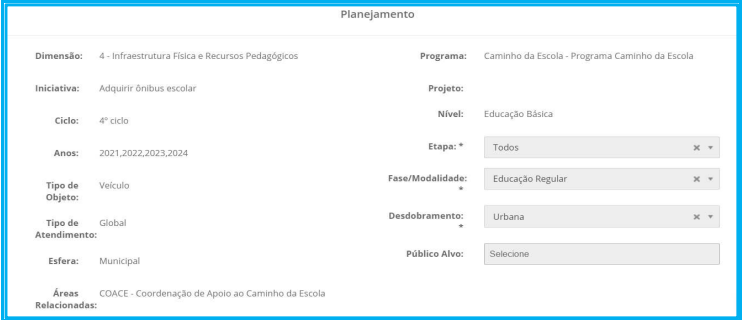 Planejamento
Dimensão: 4 - Infraestrutura Física e Recursos Pedagógicos
Iniciativa: Adquirir ônibus escolar
Ciclo: 4º ciclo
Anos: 2021,2022,2023,2024
Tipo de
Objeto: Veículo
Tipo de
Atendimento: Global
Esfera: Municipal
Áreas
Relacionadas: COACE - Coordenação de Apoio ao Caminho da Escola
Programa: Caminho da Escola - Programa Caminho da Escola
Projeto:
Nível: Educação Básica
Etapa: * Todos
Fase/Modalidade:
* Educação Regular
Desdobramento:
* Urbana
Público Alvo: Selecione